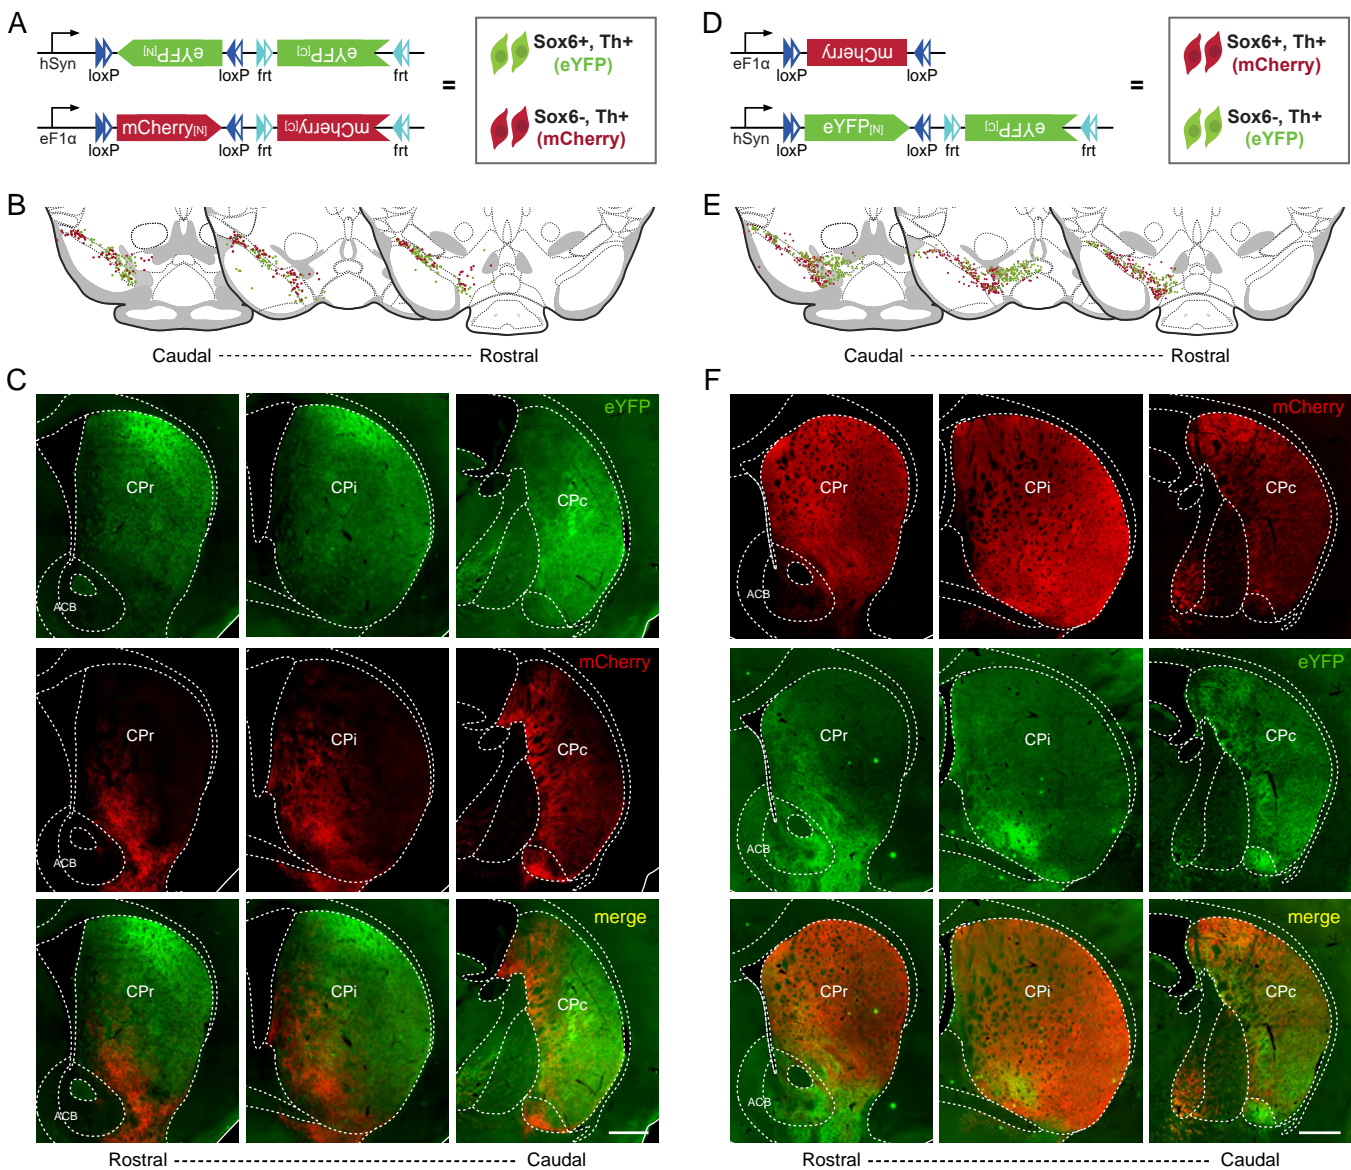 A
hSyn
loxP
eYFP[N]
loxP
frt
eYFP[C]
frt
=
Sox6+, Th+
(eYFP)
eF1α
loxP
mCherry[N]
loxP
frt
mCherry[C]
frt
Sox6-, Th+
(mCherry)
D
eF1α
loxP
mCherry
loxP
=
Sox6+, Th+
(mCherry)
hSyn
loxP
eYFP[N]
loxP
frt
eYFP[C]
frt
Sox6-, Th+
(eYFP)
B
Caudal
Rostral
E
Caudal
Rostral
C
eYFP
CPr
CPi
CPc
ACB
mCherry
CPr
CPi
CPc
ACB
merge
CPr
CPi
CPc
ACB
Rostral
Caudal
F
mCherry
CPr
CPi
CPc
ACB
eYFP
CPr
CPi
CPc
ACB
merge
CPr
CPi
CPc
ACB
Rostral
Caudal